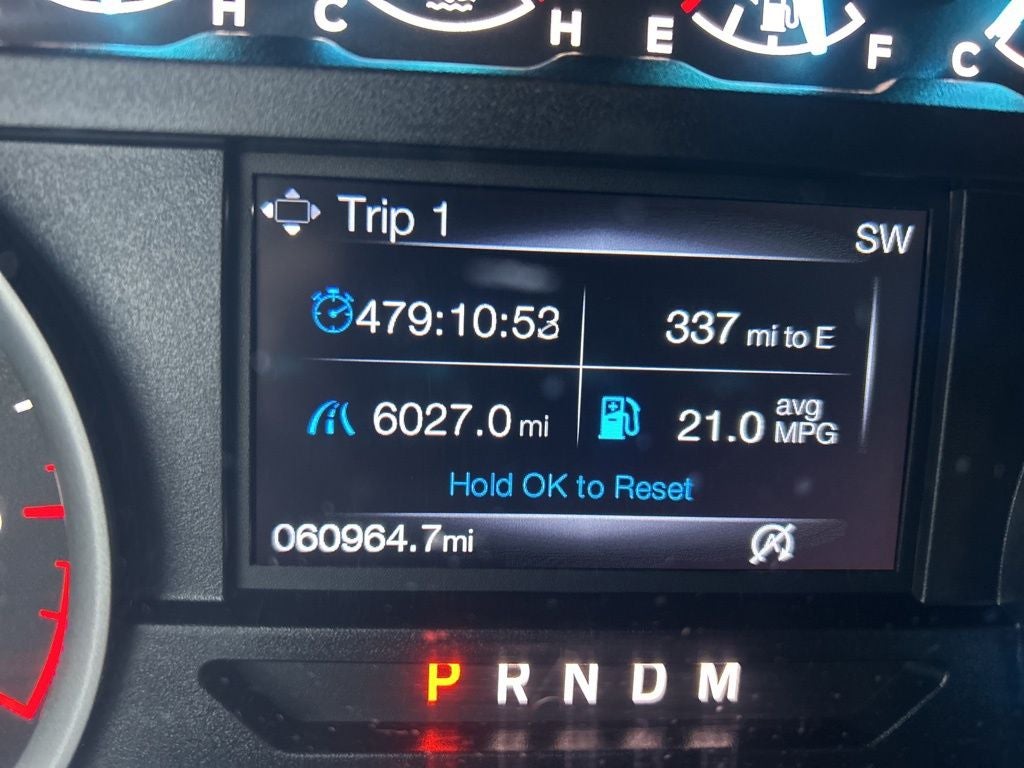 H C H E F C
Trip 1
SW
479:10:53
337 mi to E
6027.0 mi
21.0 avg MPG
Hold OK to Reset
060964.7mi
P R N D M